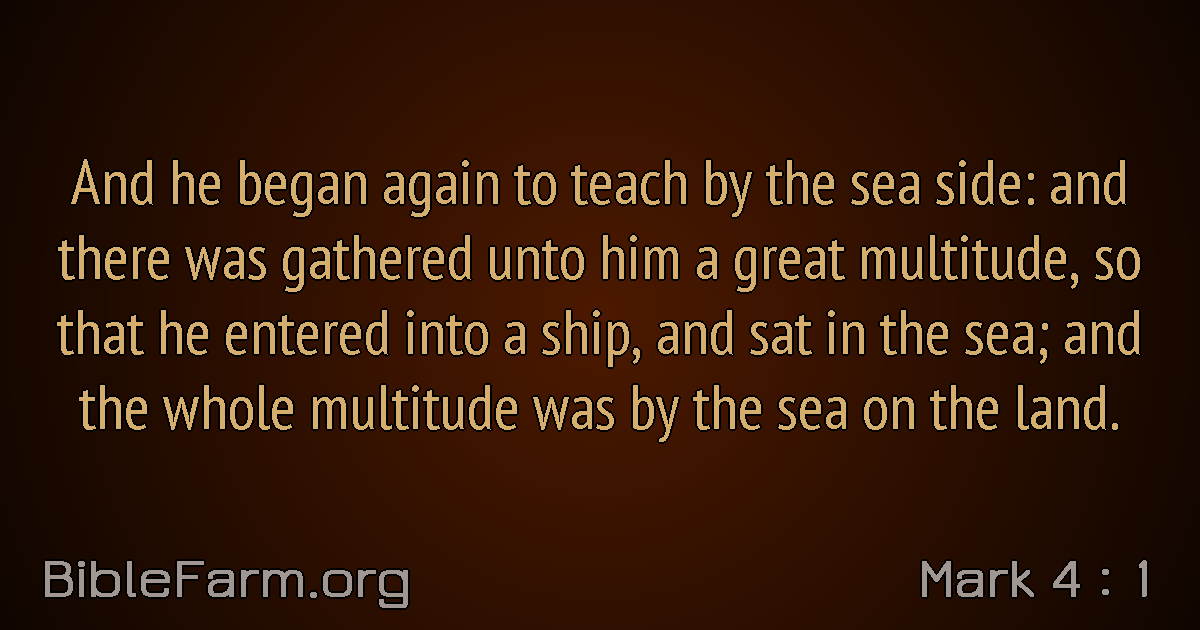 And he began again to teach by the sea side: and
there was gathered unto him a great multitude, so
that he entered into a ship, and sat in the sea; and
the whole multitude was by the sea on the land.
BibleFarm.org
Mark 4 : 1